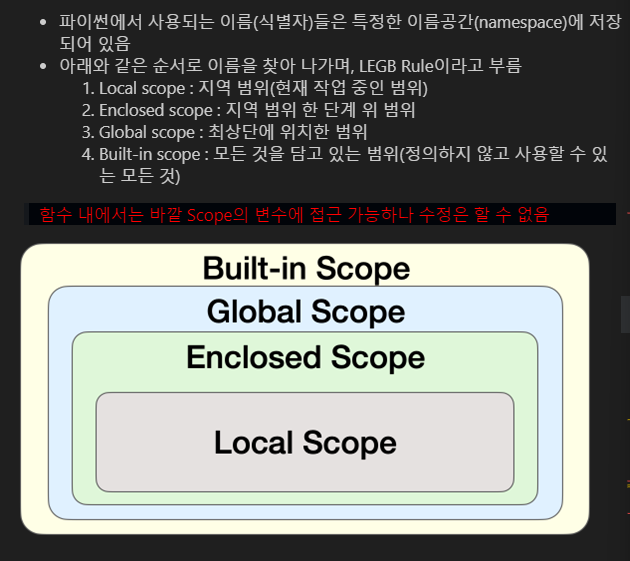 • 파이썬에서 사용되는 이름(식별자)들은 특정한 이름공간(namespace)에 저장
되어 있음
• 아래와 같은 순서로 이름을 찾아 나가며, LEGB Rule이라고 부름
1. Local scope : 지역 범위(현재 작업 중인 범위)
2. Enclosed scope : 지역 범위 한 단계 위 범위
3. Global scope : 최상단에 위치한 범위
4. Built-in scope : 모든 것을 담고 있는 범위(정의하지 않고 사용할 수 있
는 모든 것)
함수 내에서는 바깥 Scope의 변수에 접근 가능하나 수정은 할 수 없음
Built-in Scope
Global Scope
Enclosed Scope
Local Scope